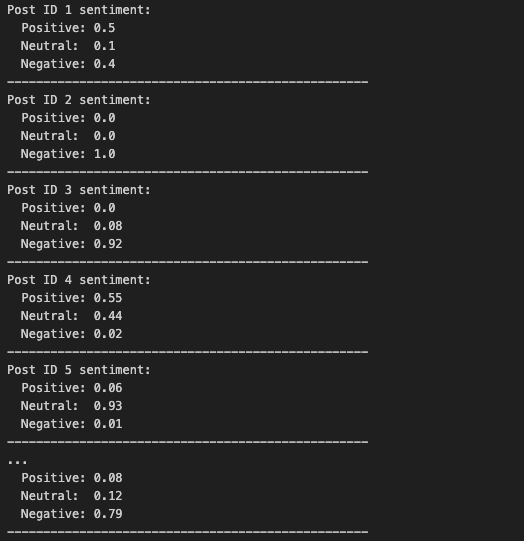 Post ID 1 sentiment:
  Positive: 0.5
  Neutral:  0.1
  Negative: 0.4
--------------------------------------------------
Post ID 2 sentiment:
  Positive: 0.0
  Neutral:  0.0
  Negative: 1.0
--------------------------------------------------
Post ID 3 sentiment:
  Positive: 0.0
  Neutral:  0.08
  Negative: 0.92
--------------------------------------------------
Post ID 4 sentiment:
  Positive: 0.55
  Neutral:  0.44
  Negative: 0.02
--------------------------------------------------
Post ID 5 sentiment:
  Positive: 0.06
  Neutral:  0.93
  Negative: 0.01
--------------------------------------------------
...
  Positive: 0.08
  Neutral:  0.12
  Negative: 0.79
--------------------------------------------------